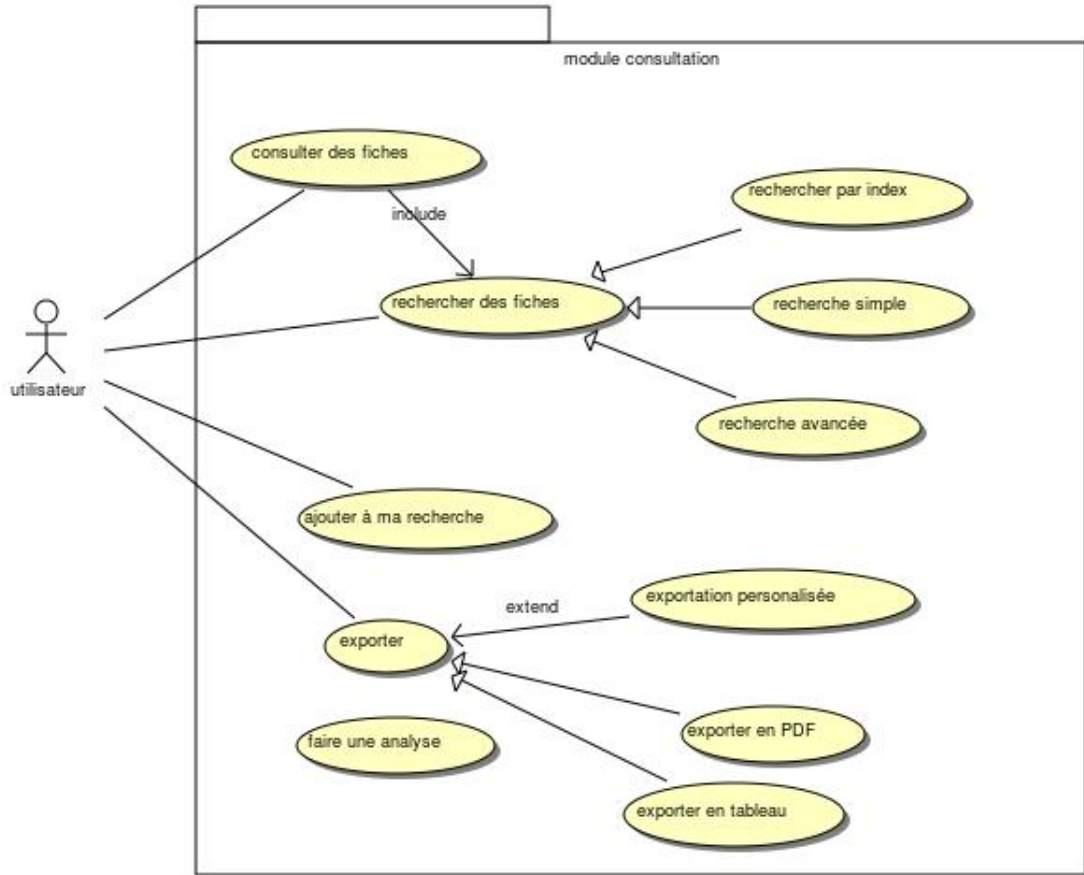 module consultation
consulter des fiches
include
rechercher par index
rechercher des fiches
recherche simple
utilisateur
recherche avancée
ajouter à ma recherche
exportation personalisée
extend
exporter
exporter en PDF
faire une analyse
exporter en tableau